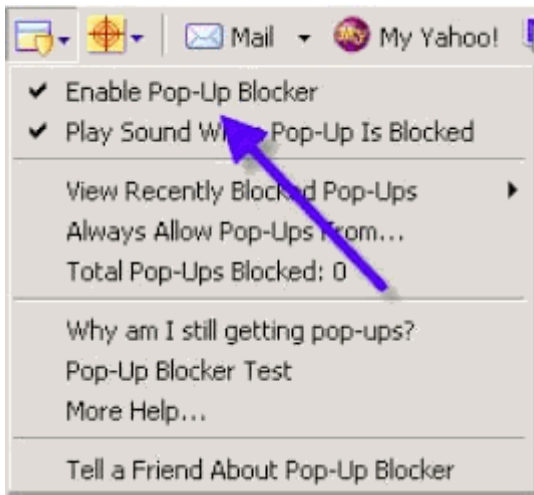 Mail My Yahoo!
Enable Pop-Up Blocker
Play Sound When Pop-Up Is Blocked
View Recently Blocked Pop-Ups
Always Allow Pop-Ups From...
Total Pop-Ups Blocked: 0
Why am I still getting pop-ups?
Pop-Up Blocker Test
More Help...
Tell a Friend About Pop-Up Blocker